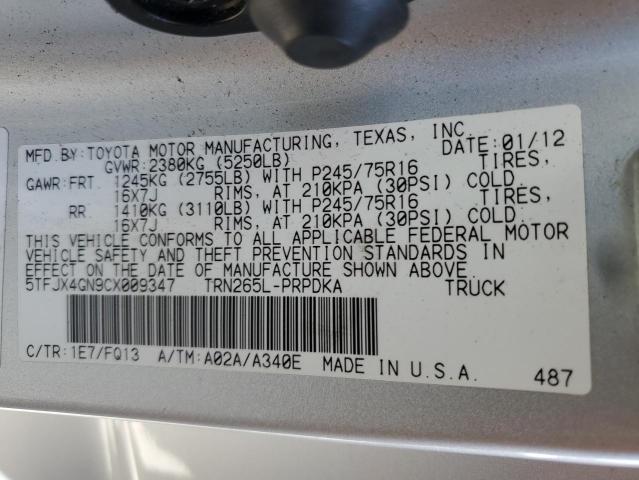 MFD.BY:TOYOTA MOTOR MANUFACTURING, TEXAS, INC. DATE:01/12
GVWR:2380KG (5250LB)
GAWR:FRT. 1245KG (2755LB) WITH P245/75R16 TIRES,
16X7J RIMS, AT 210KPA (30PSI) COLD.
RR. 1410KG (3110LB) WITH P245/75R16 TIRES,
16X7J RIMS, AT 210KPA (30PSI) COLD.
THIS VEHICLE CONFORMS TO ALL APPLICABLE FEDERAL MOTOR
VEHICLE SAFETY AND THEFT PREVENTION STANDARDS IN
EFFECT ON THE DATE OF MANUFACTURE SHOWN ABOVE.
5TFJX4GN9CX009347 TRN265L-PRPDKA TRUCK
C/TR:1E7/FQ13 A/TM:A02A/A340E MADE IN U.S.A. 487